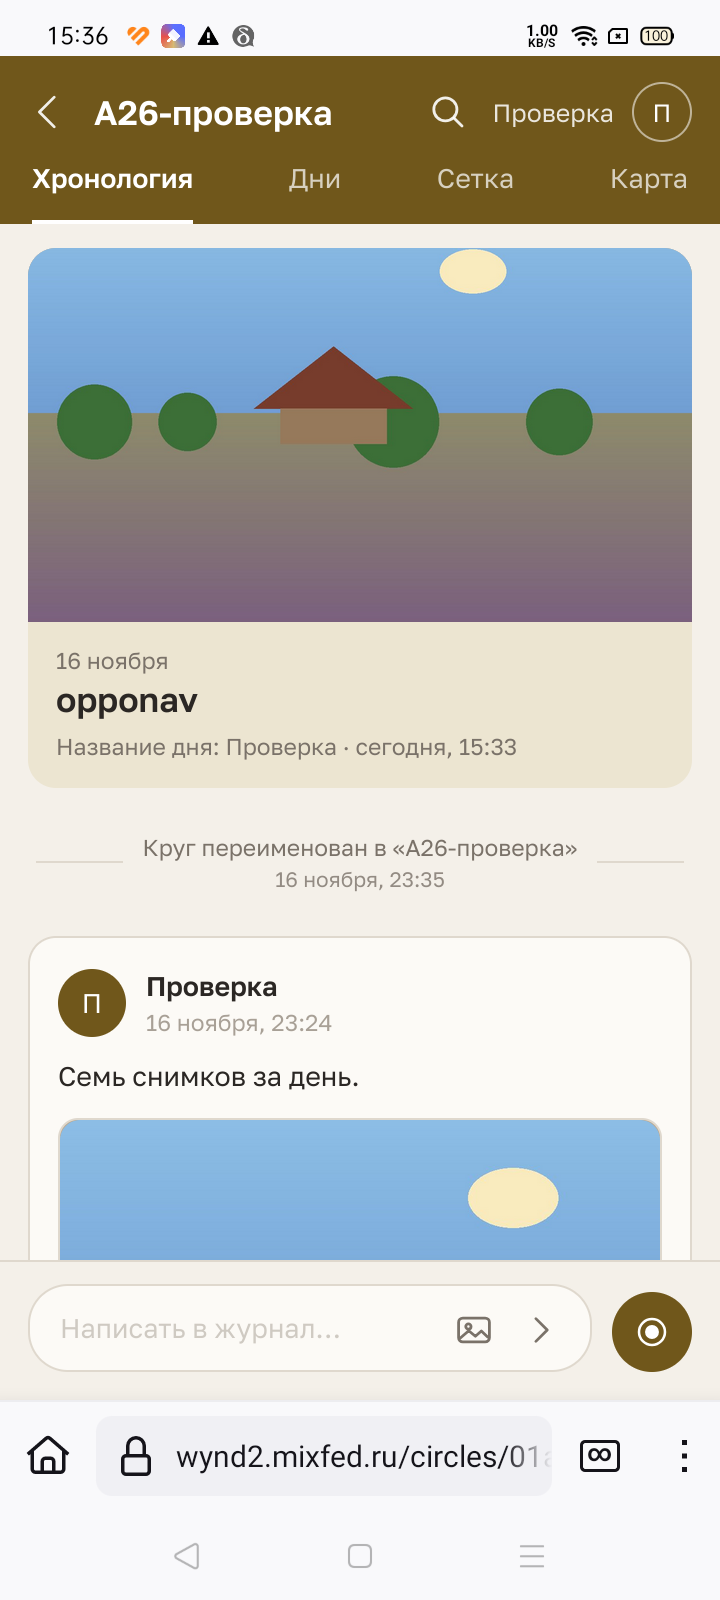 15:36
1.00
KB/S
100
А26-проверка
Проверка
П
Хронология
Дни
Сетка
Карта
16 ноября
opponav
Название дня: Проверка · сегодня, 15:33
Круг переименован в «А26-проверка»
16 ноября, 23:35
П
Проверка
16 ноября, 23:24
Семь снимков за день.
Написать в журнал...
wynd2.mixfed.ru/circles/01a